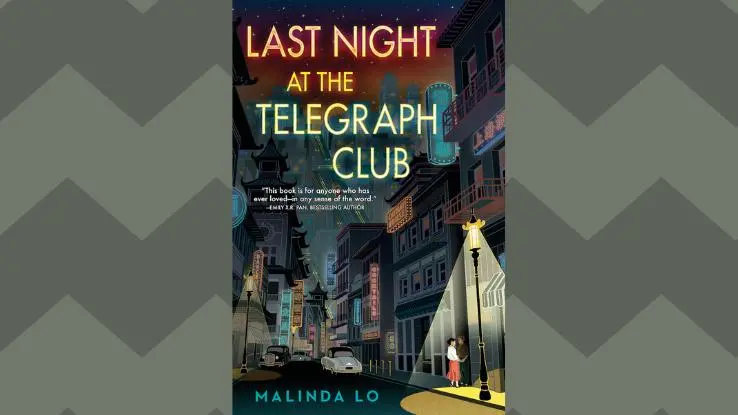 LAST NIGHT
AT THE
TELEGRAPH
CLUB
"This book is for anyone who has
ever loved—in any sense of the word."
—EMILY X.R. PAN, BESTSELLING AUTHOR
MALINDA LO